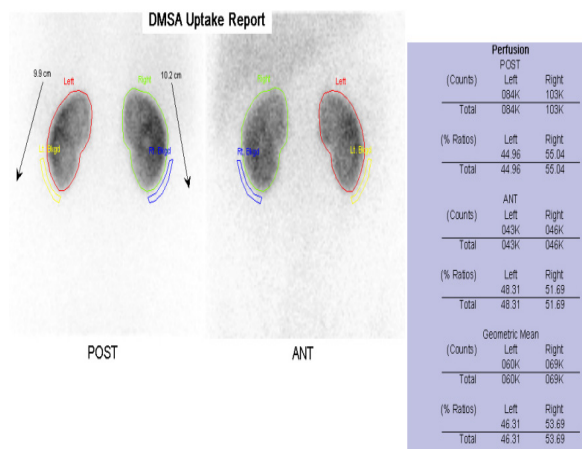 DMSA Uptake Report
9.9 cm
Left
Right
10.2 cm
Lt. Bkgd
Rt. Bkgd
POST
Right
Left
Rt. Bkgd
Lt. Bkgd
ANT
Perfusion
POST
(Counts) Left Right
084K 103K
Total 084K 103K
(% Ratios) Left Right
44.96 55.04
Total 44.96 55.04
ANT
(Counts) Left Right
043K 046K
Total 043K 046K
(% Ratios) Left Right
48.31 51.69
Total 48.31 51.69
Geometric Mean
(Counts) Left Right
060K 069K
Total 060K 069K
(% Ratios) Left Right
46.31 53.69
Total 46.31 53.69